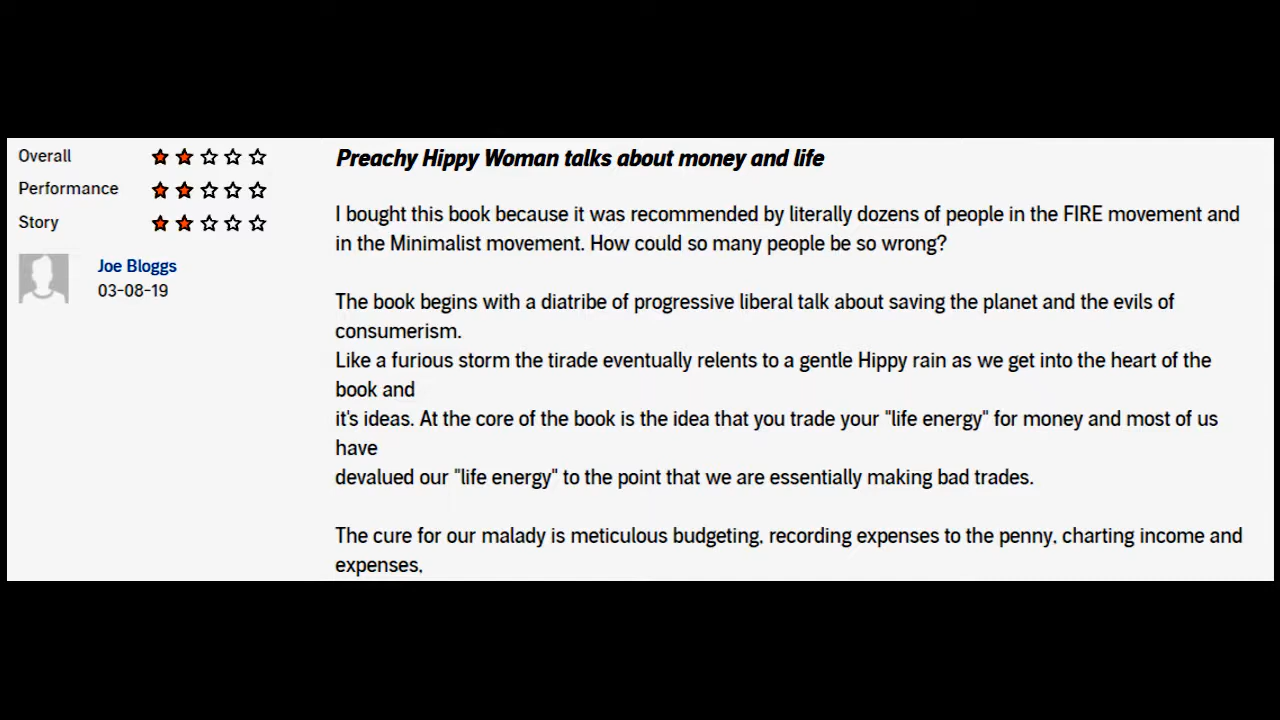 Overall
Performance
Story
Joe Bloggs
03-08-19
Preachy Hippy Woman talks about money and life
I bought this book because it was recommended by literally dozens of people in the FIRE movement and
in the Minimalist movement. How could so many people be so wrong?
The book begins with a diatribe of progressive liberal talk about saving the planet and the evils of
consumerism.
Like a furious storm the tirade eventually relents to a gentle Hippy rain as we get into the heart of the
book and
it's ideas. At the core of the book is the idea that you trade your "life energy" for money and most of us
have
devalued our "life energy" to the point that we are essentially making bad trades.
The cure for our malady is meticulous budgeting, recording expenses to the penny, charting income and
expenses,